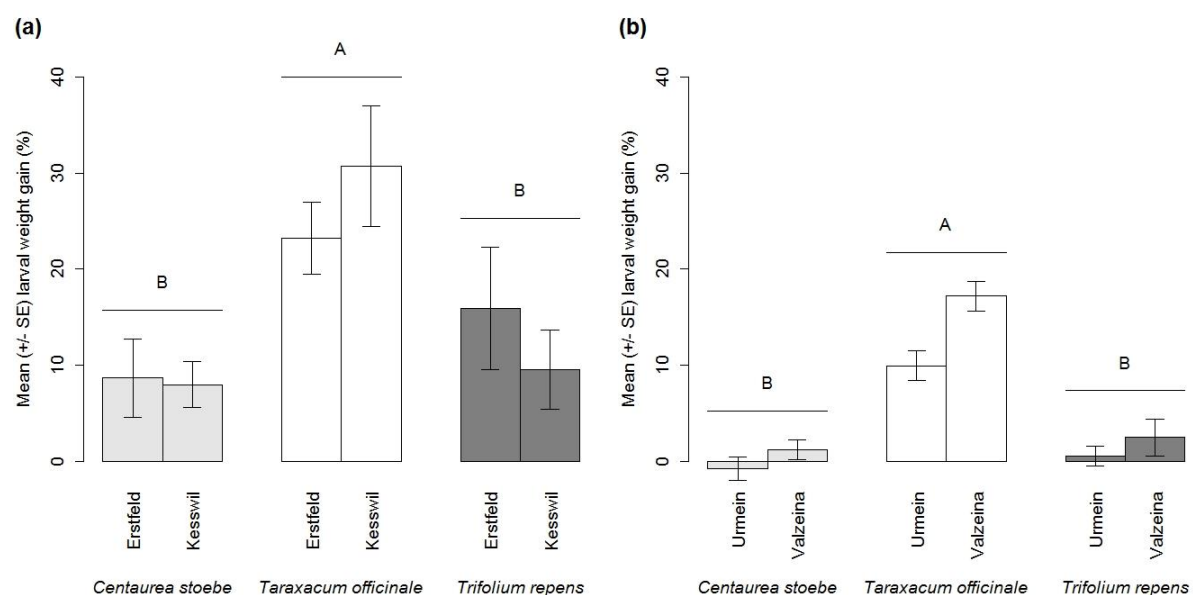 (a)
Mean (+/- SE) larval weight gain (%)
40
30
20
10
0
B
A
B
Erstfeld
Kesswil
Erstfeld
Kesswil
Erstfeld
Kesswil
Centaurea stoebe
Taraxacum officinale
Trifolium repens
(b)
Mean (+/- SE) larval weight gain (%)
40
30
20
10
0
B
A
B
Urmein
Valzeina
Urmein
Valzeina
Urmein
Valzeina
Centaurea stoebe
Taraxacum officinale
Trifolium repens